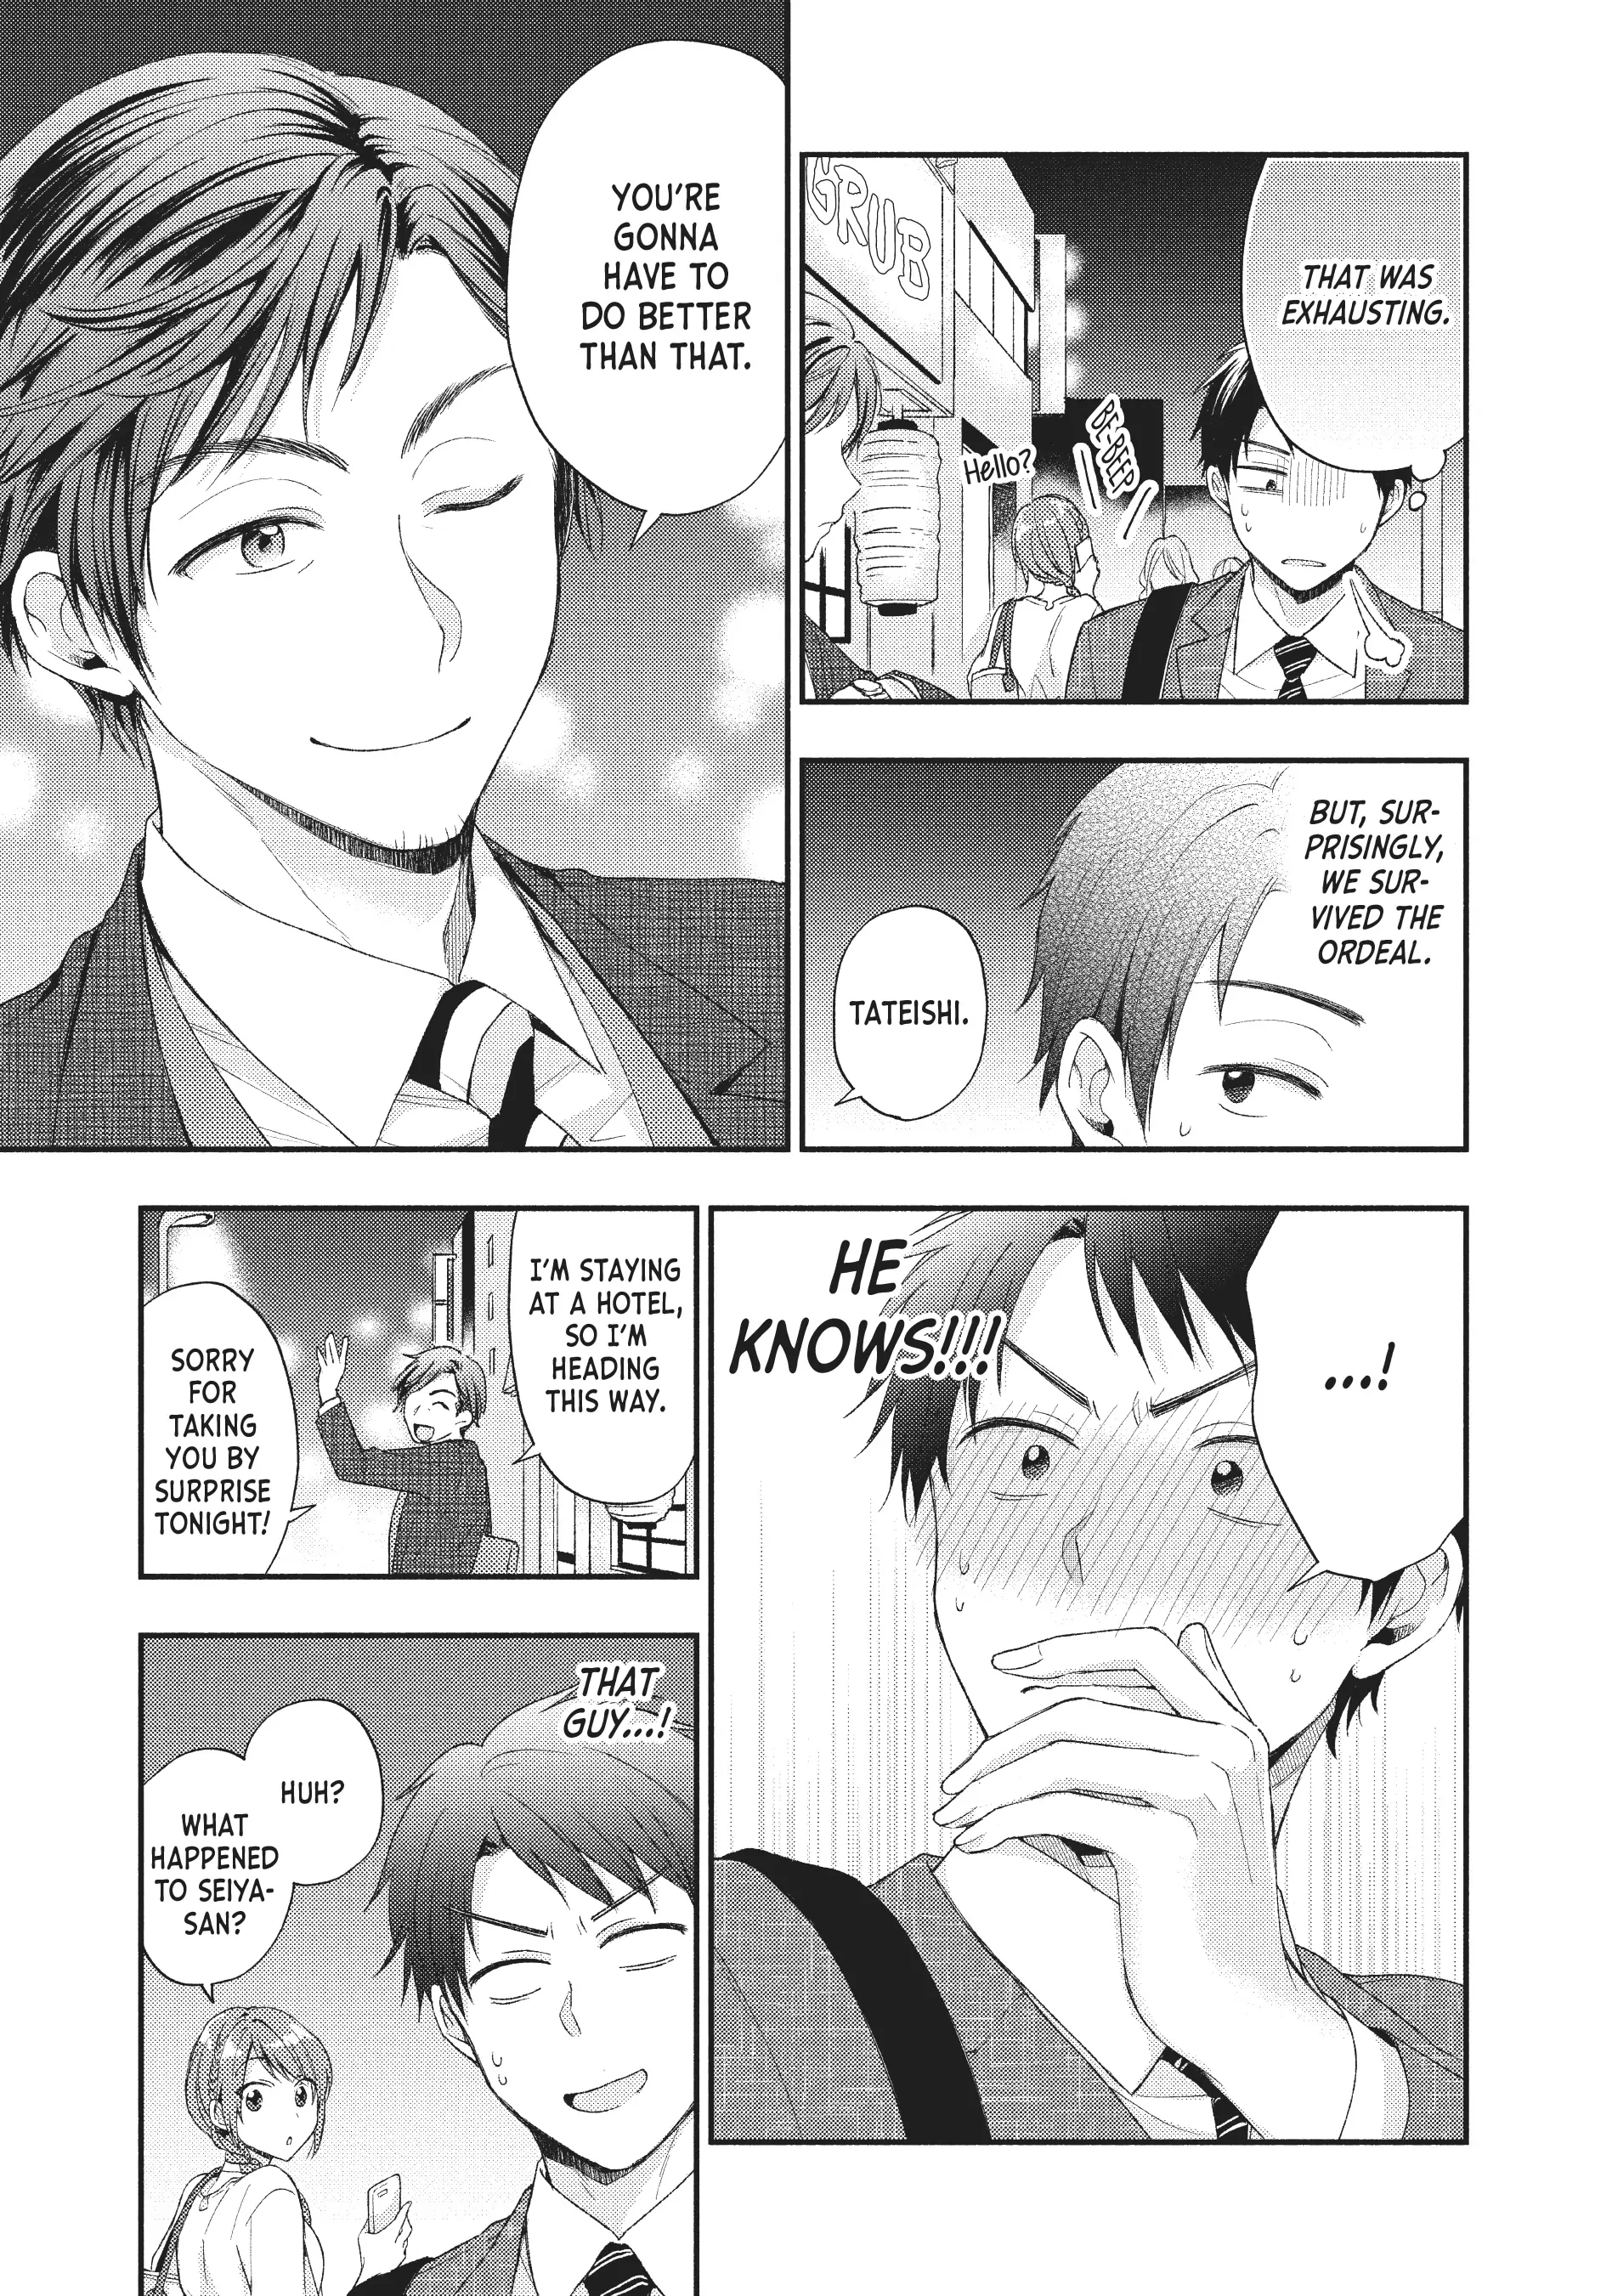 GRUB
THAT WAS
EXHAUSTING.
BE-BEEP
Hello?
BUT, SUR-
PRISINGLY,
WE SUR-
VIVED THE
ORDEAL.
TATEISHI.
YOU'RE
GONNA
HAVE TO
DO BETTER
THAN THAT.
...!
HE
KNOWS!!!
I'M STAYING
AT A HOTEL,
SO I'M
HEADING
THIS WAY.
SORRY
FOR
TAKING
YOU BY
SURPRISE
TONIGHT!
THAT
GUY...!
HUH?
WHAT
HAPPENED
TO SEIYA-
SAN?